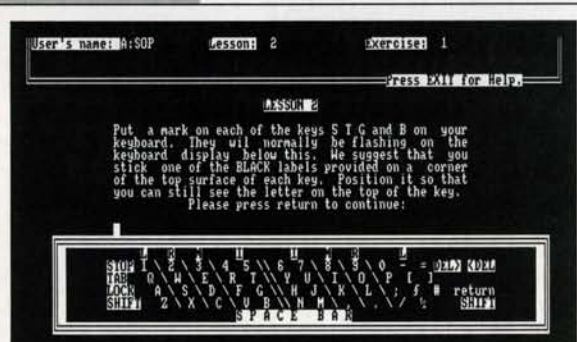 User's name: A:SOP Lesson: 2 Exercise: 1
Press EXIT for Help.
LESSON 2
Put a mark on each of the keys 5 T G and B on your
keyboard. They wil normally be flashing on the
keyboard display below this. We suggest that you
stick one of the BLACK labels provided on a corner
of the top surface of each key. Position it so that
you can still see the letter on the top of the key.
Please press return to continue:
STOP 1 \ 2 \ 3 \ 4 \ 5 \\ 6 \ 7 \ 8 \ 9 \ 0 - = DEL> <DEL
TAB Q \ W \ E \ R \ T \\ Y \ U \ I \ O \ P [ ]
LOCK A \ S \ D \ F \ G \\ H \ J \ K \ L \ ; # return
SHIFT Z \ X \ C \ V \ B \\ N \ M \ , \ . \ / ½ SHIFT
SPACE BAR